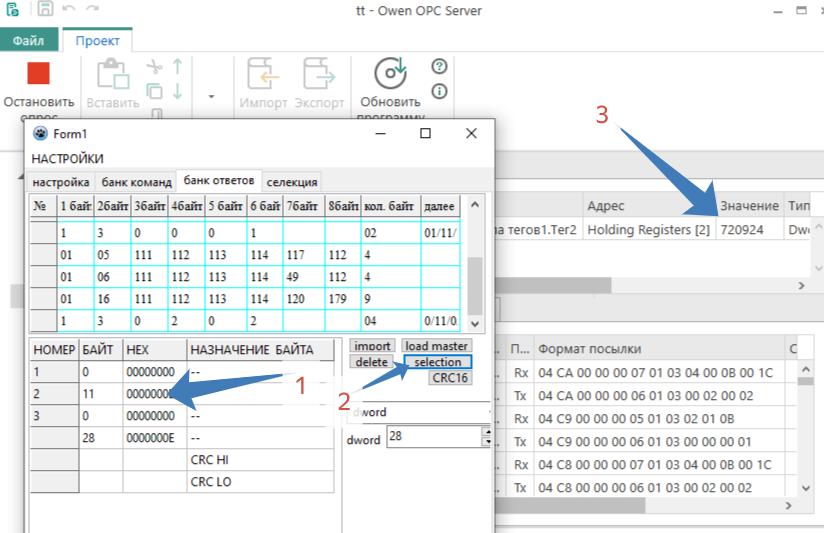 tt - Owen OPC Server
Файл Проект
Остановить Вставить Импорт Экспорт Обновить
опрос программу
3
Form1
НАСТРОЙКИ
настройка банк команд банк ответов селекция
№ 1 байт 2байт 3байт 4байт 5 байт 6 байт 7байт 8байт кол. байт далее
1 3 0 0 0 1 02 01/11/
01 05 111 112 113 114 117 112 4
01 06 111 112 113 114 49 112 4
01 16 111 112 113 114 120 179 9
1 3 0 2 0 2 04 0/11/0
Адрес Значение Тип
па тегов1.Тег2 Holding Registers [2] 720924 Dwo
НОМЕР БАЙТ HEX НАЗНАЧЕНИЕ БАЙТА
1 0 00000000 --
2 11 0000000B
3 0 00000000 --
28 0000000E --
CRC HI
CRC LO
1
2
import load master
delete selection
CRC16
dword
dword 28
П... Формат посылки С
Rx 04 CA 00 00 00 07 01 03 04 00 0B 00 1C
Tx 04 CA 00 00 00 06 01 03 00 02 00 02
Rx 04 C9 00 00 00 05 01 03 02 01 0B
Tx 04 C9 00 00 00 06 01 03 00 00 00 01
Rx 04 C8 00 00 00 07 01 03 04 00 0B 00 1C
Tx 04 C8 00 00 00 06 01 03 00 02 00 02